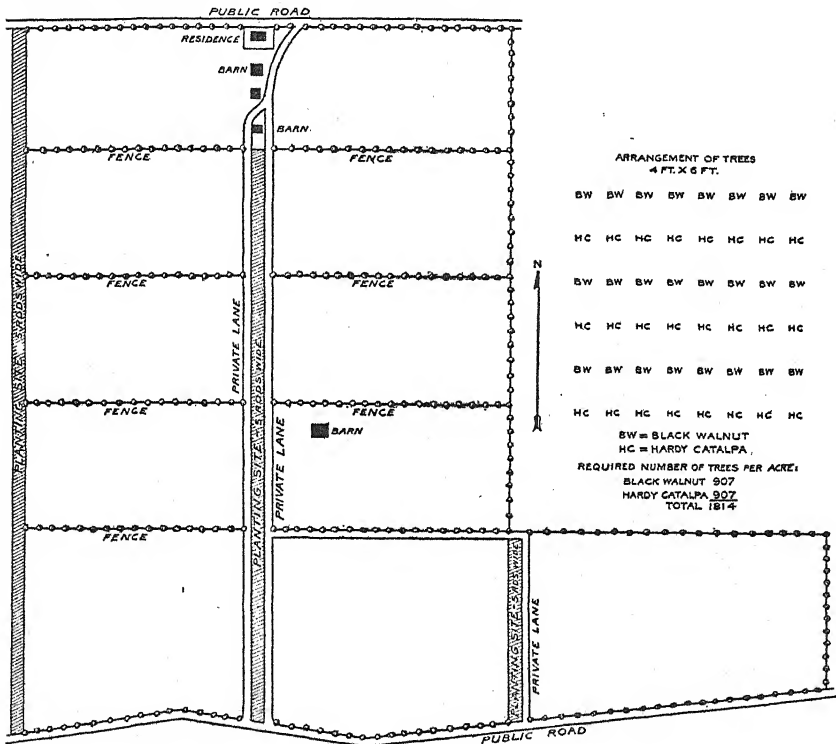 PUBLIC ROAD
RESIDENCE
BARN
BARN.
FENCE
FENCE
ARRANGEMENT OF TREES
4 FT. X 6 FT.
BW BW BW BW BW BW BW BW
HC HC HC HC HC HC HC HC
BW BW BW BW BW BW BW BW
HC HC HC HC HC HC HC HC
BW BW BW BW BW BW BW BW
HC HC HC HC HC HC HC HC
BW = BLACK WALNUT
HC = HARDY CATALPA,
REQUIRED NUMBER OF TREES PER ACRE:
BLACK WALNUT 907
HARDY CATALPA 907
TOTAL 1814
N
FENCE
FENCE
PLANTING SITE - 5 RODS WIDE
PRIVATE LANE
PLANTING SITE - 5 RODS WIDE
FENCE
FENCE
BARN
PRIVATE LANE
FENCE
PLANTING SITE - 5 RODS WIDE
PRIVATE LANE
PUBLIC ROAD